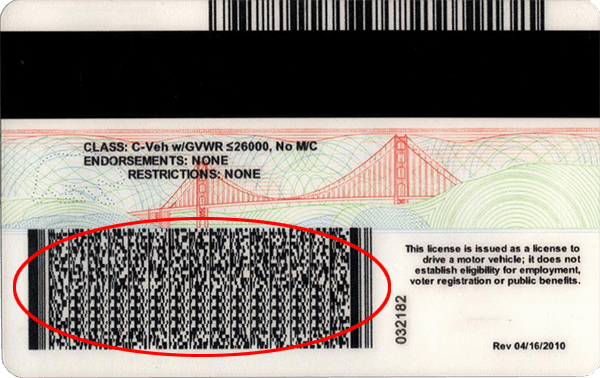 CLASS: C-Veh w/GVWR ≤26000, No M/C
ENDORSEMENTS: NONE
RESTRICTIONS: NONE
This license is issued as a license to
drive a motor vehicle; it does not
establish eligibility for employment,
voter registration or public benefits.
032182
Rev 04/16/2010